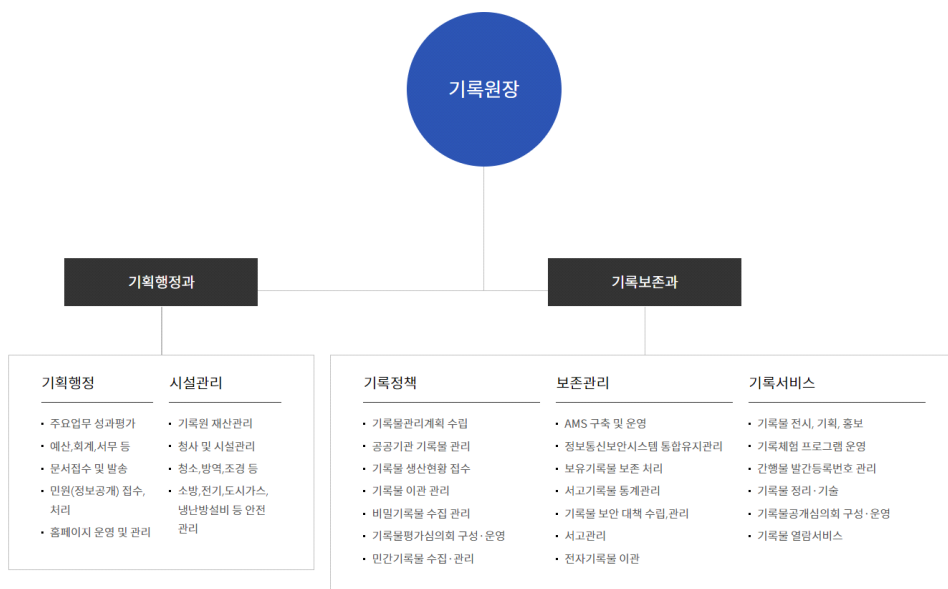 기록원장
기획행정과
기록보존과
기획행정
주요업무 성과평가
예산,회계,서무 등
문서접수 및 발송
민원(정보공개) 접수,
처리
홈페이지 운영 및 관리
시설관리
기록원 재산관리
청사 및 시설관리
청소,방역,조경 등
소방,전기,도시가스,
냉난방설비 등 안전
관리
기록정책
기록물관리계획 수립
공공기관 기록물 관리
기록물 생산현황 접수
기록물 이관 관리
비밀기록물 수집 관리
기록물평가심의회 구성·운영
민간기록물 수집·관리
보존관리
AMS 구축 및 운영
정보통신보안시스템 통합유지관리
보유기록물 보존 처리
서고기록물 통계관리
기록물 보안 대책 수립,관리
서고관리
전자기록물 이관
기록서비스
기록물 전시, 기획, 홍보
기록체험 프로그램 운영
간행물 발간등록번호 관리
기록물 정리·기술
기록물공개심의회 구성·운영
기록물 열람서비스